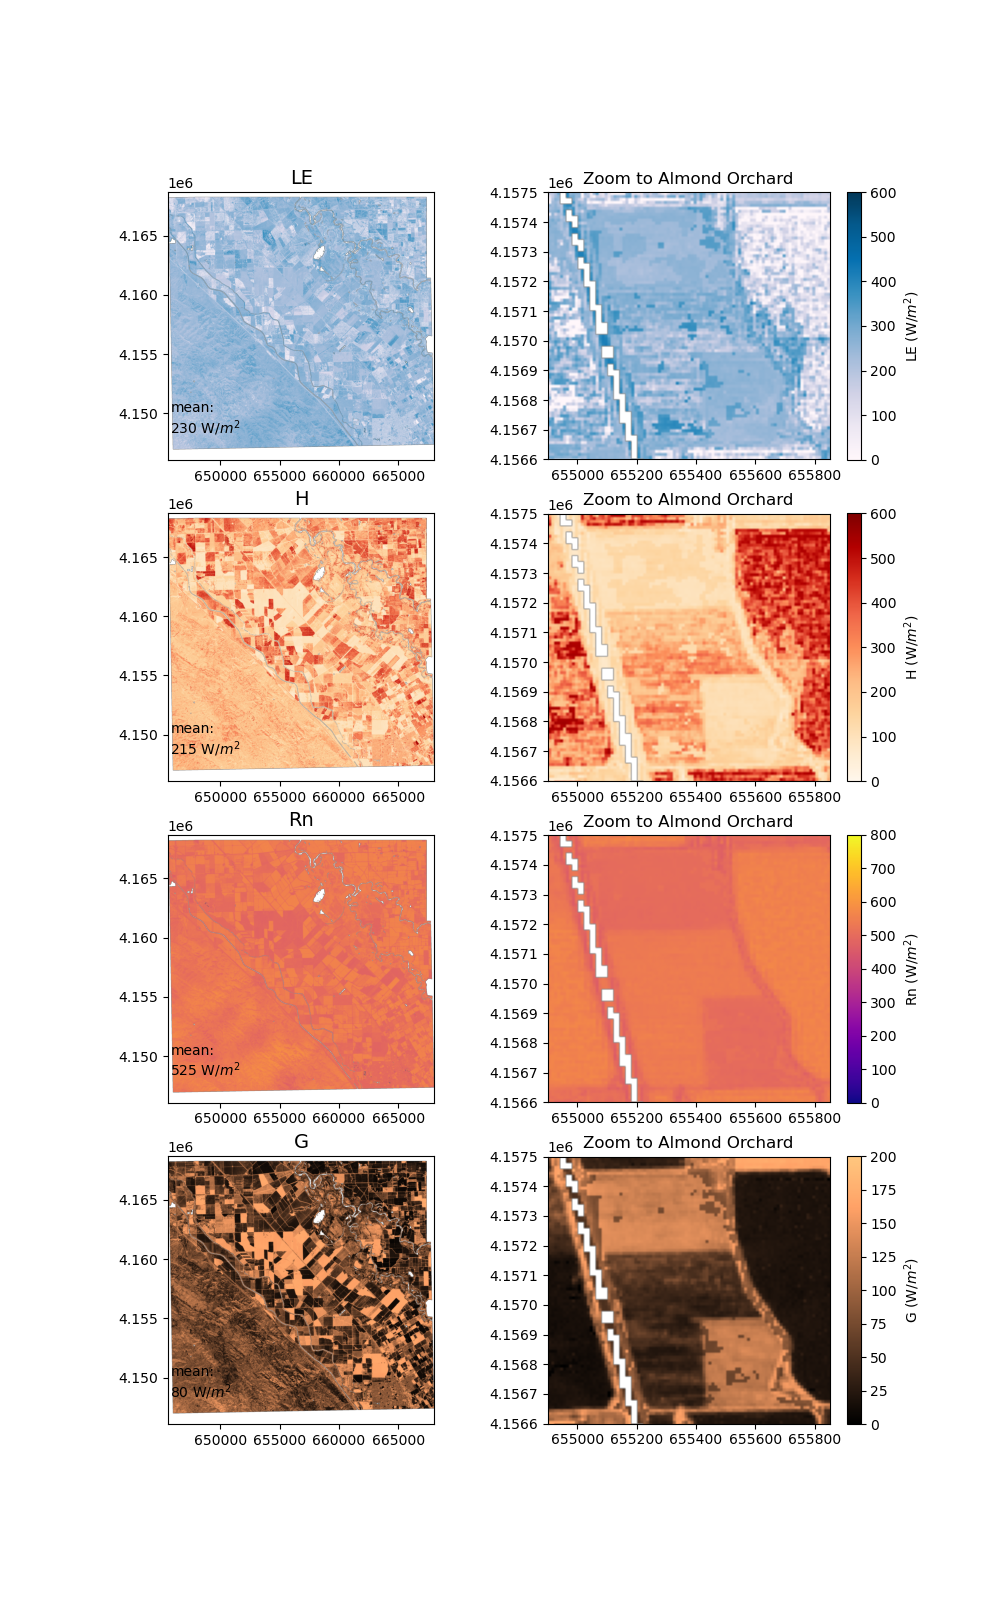 LE
Zoom to Almond Orchard
1e6
4.165
4.160
4.155
4.150
mean:
230 W/m²
650000 655000 660000 665000
1e6
4.1575
4.1574
4.1573
4.1572
4.1571
4.1570
4.1569
4.1568
4.1567
4.1566
655000 655200 655400 655600 655800
600
500
400
300
200
100
0
LE (W/m²)
H
Zoom to Almond Orchard
1e6
4.165
4.160
4.155
4.150
mean:
215 W/m²
650000 655000 660000 665000
1e6
4.1575
4.1574
4.1573
4.1572
4.1571
4.1570
4.1569
4.1568
4.1567
4.1566
655000 655200 655400 655600 655800
600
500
400
300
200
100
0
H (W/m²)
Rn
Zoom to Almond Orchard
1e6
4.165
4.160
4.155
4.150
mean:
525 W/m²
650000 655000 660000 665000
1e6
4.1575
4.1574
4.1573
4.1572
4.1571
4.1570
4.1569
4.1568
4.1567
4.1566
655000 655200 655400 655600 655800
800
700
600
500
400
300
200
100
0
Rn (W/m²)
G
Zoom to Almond Orchard
1e6
4.165
4.160
4.155
4.150
mean:
80 W/m²
650000 655000 660000 665000
1e6
4.1575
4.1574
4.1573
4.1572
4.1571
4.1570
4.1569
4.1568
4.1567
4.1566
655000 655200 655400 655600 655800
200
175
150
125
100
75
50
25
0
G (W/m²)